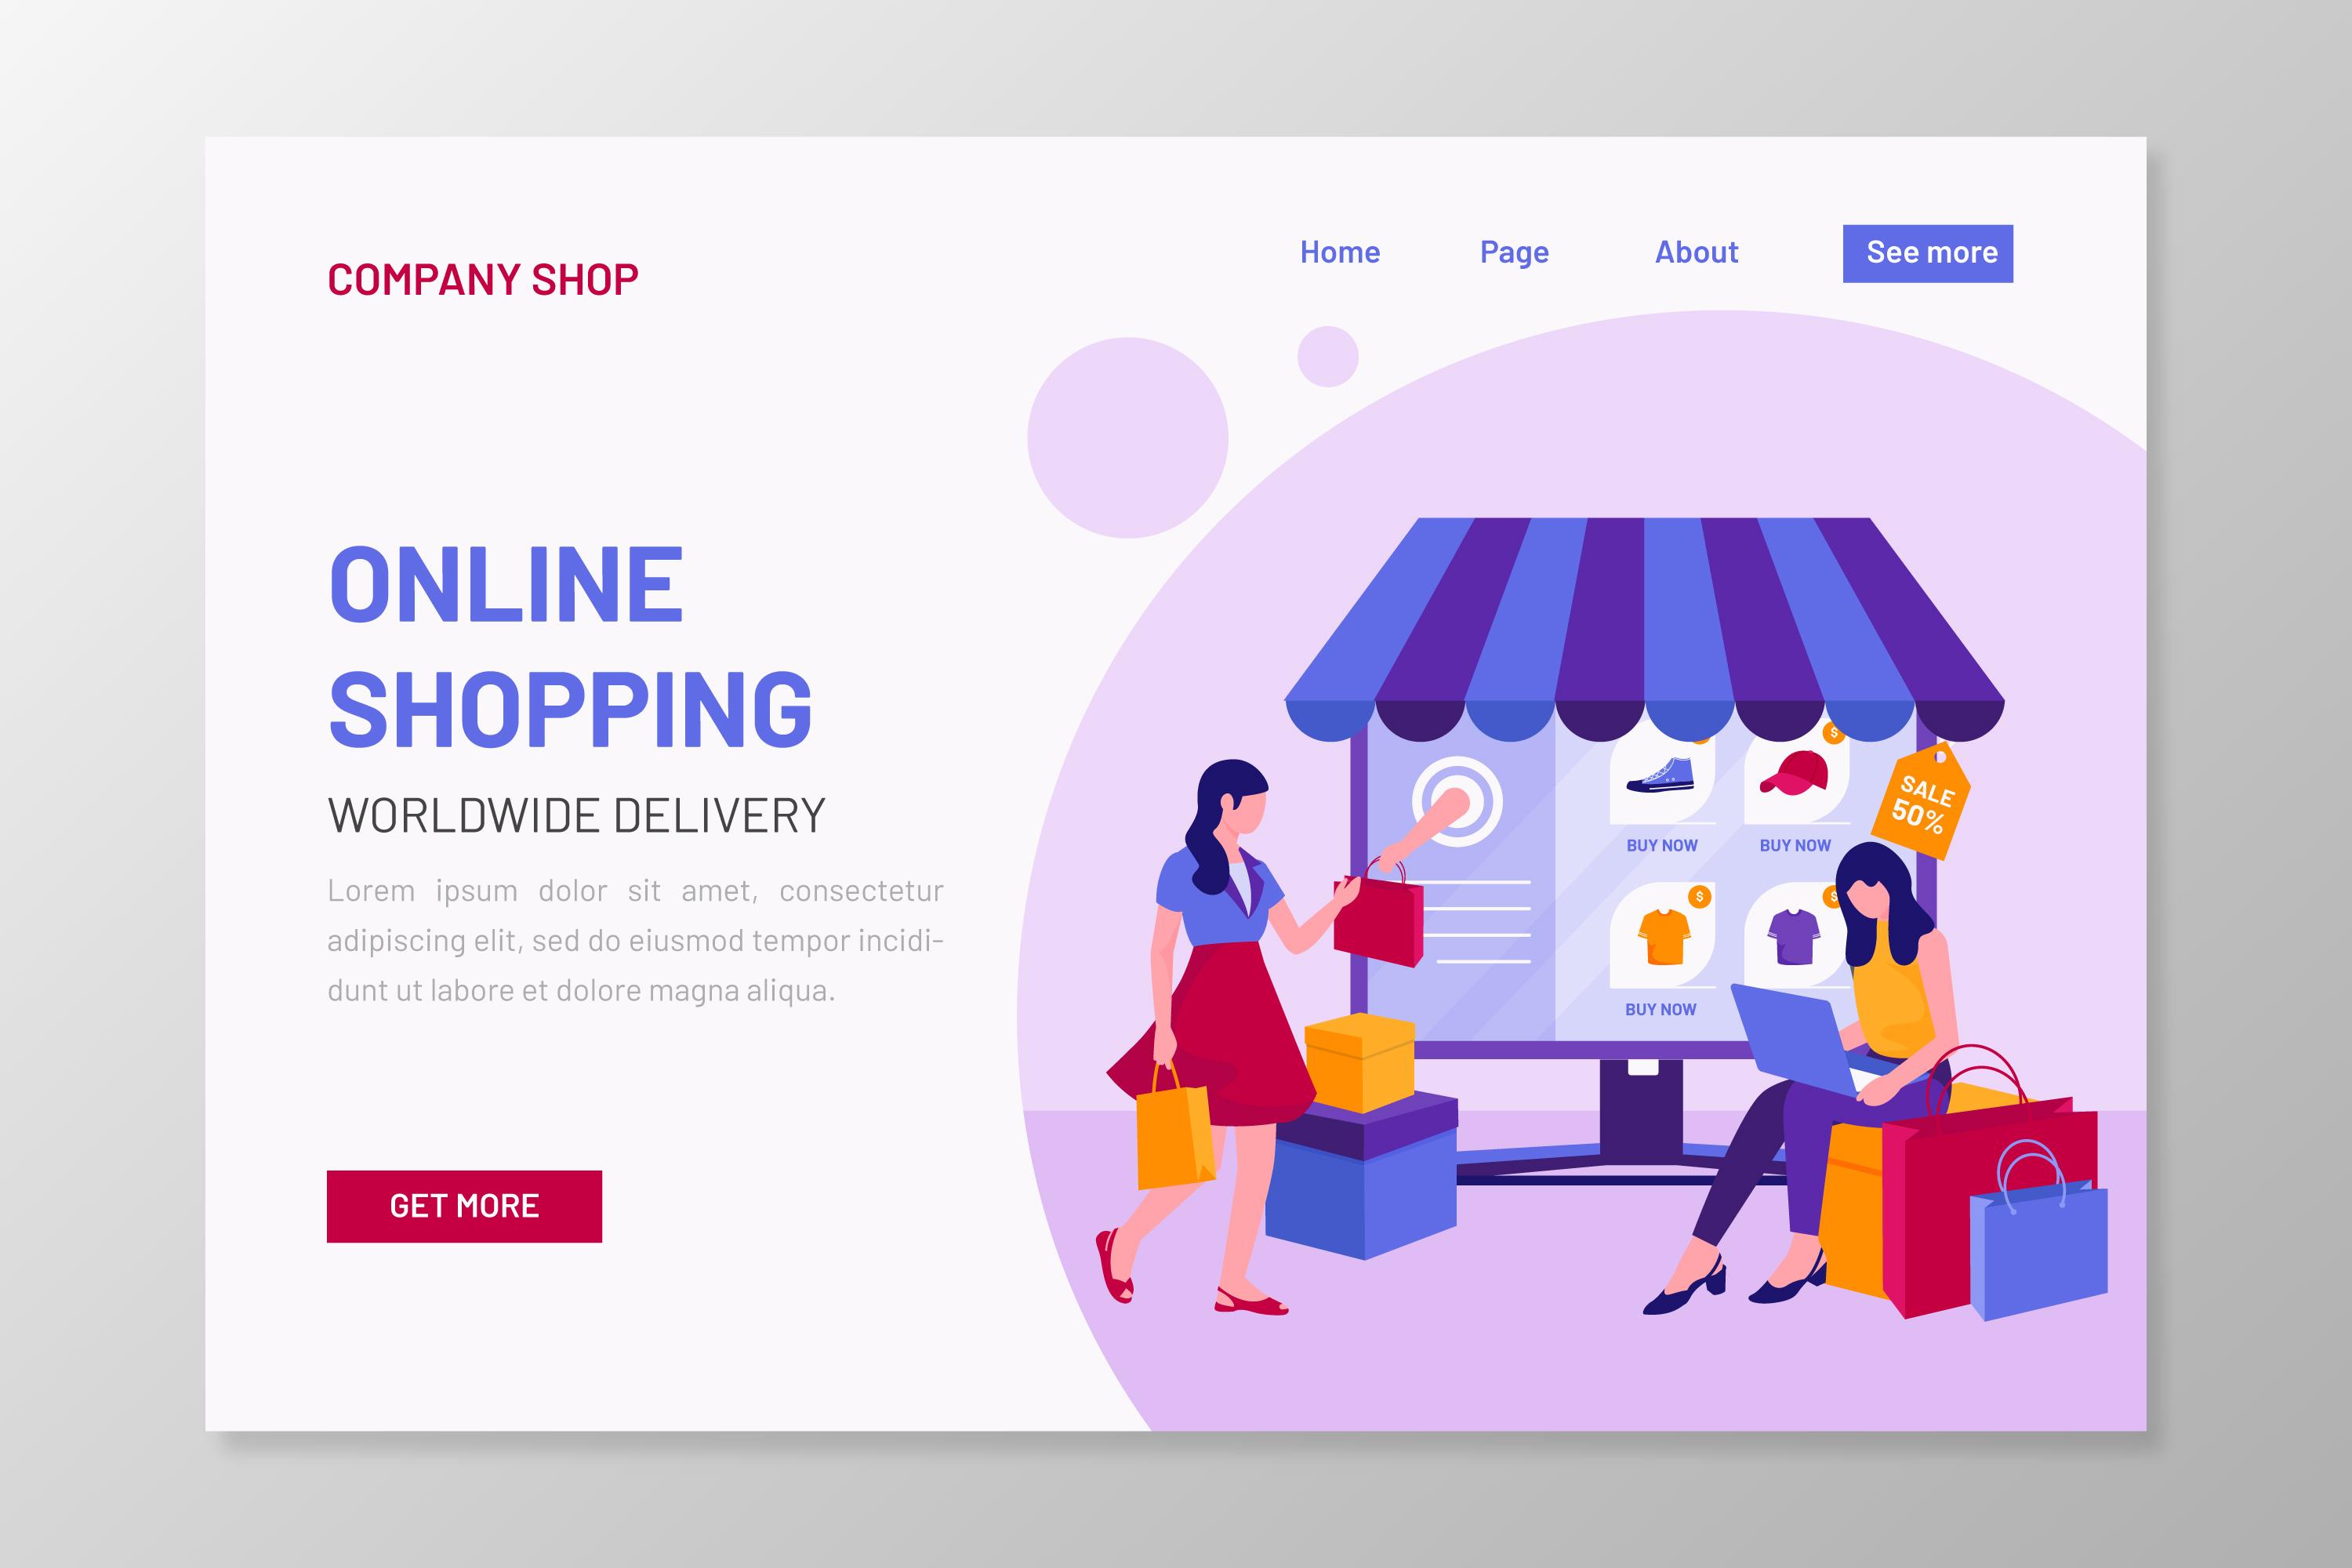 COMPANY SHOP
Home Page About See more
ONLINE
SHOPPING
WORLDWIDE DELIVERY
Lorem ipsum dolor sit amet, consectetur
adipiscing elit, sed do eiusmod tempor incidi-
dunt ut labore et dolore magna aliqua.
GET MORE
$
SALE
50%
BUY NOW BUY NOW
$ $
BUY NOW